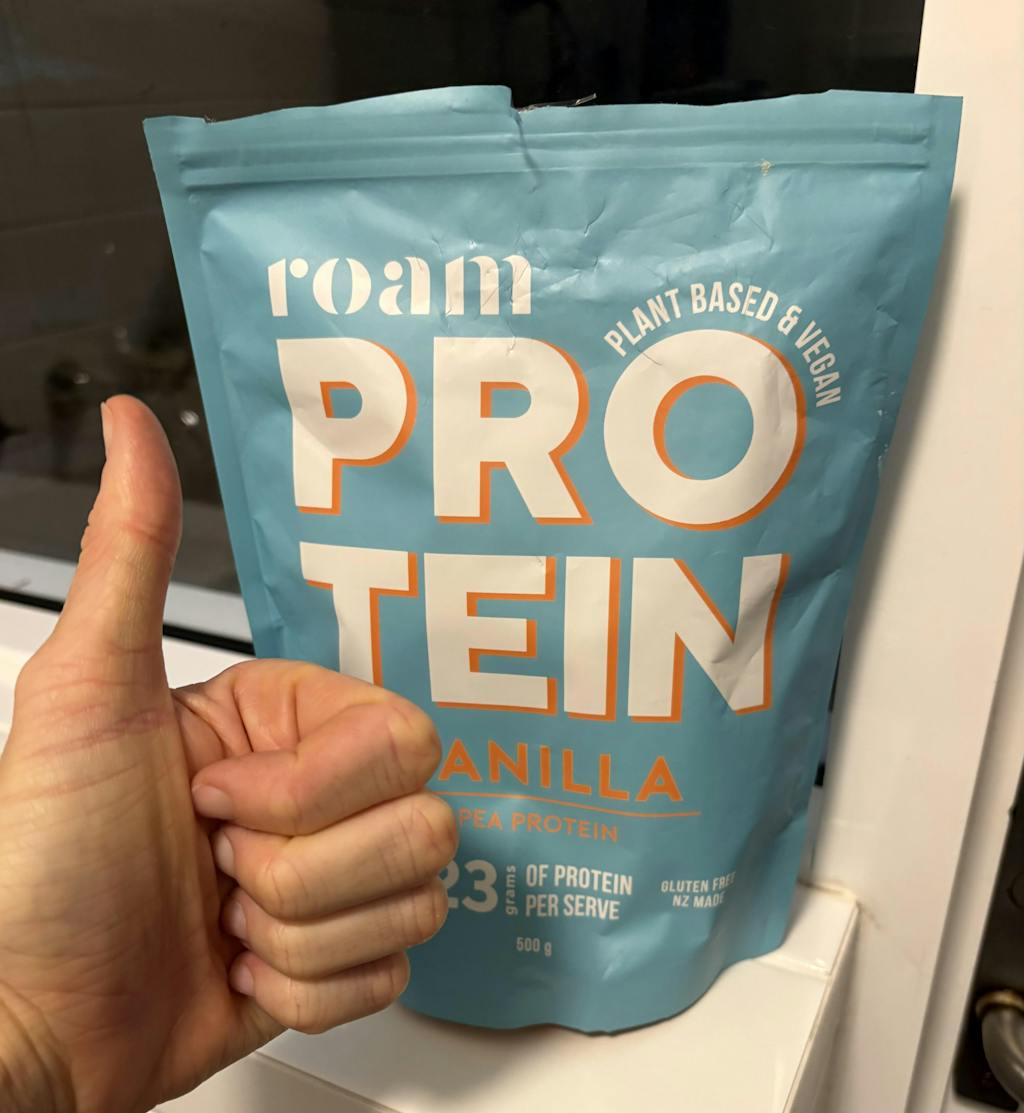 roam
PLANT BASED & VEGAN
PRO
TEIN
ANILLA
PEA PROTEIN
23 grams OF PROTEIN
PER SERVE
GLUTEN FREE
NZ MADE
500 g